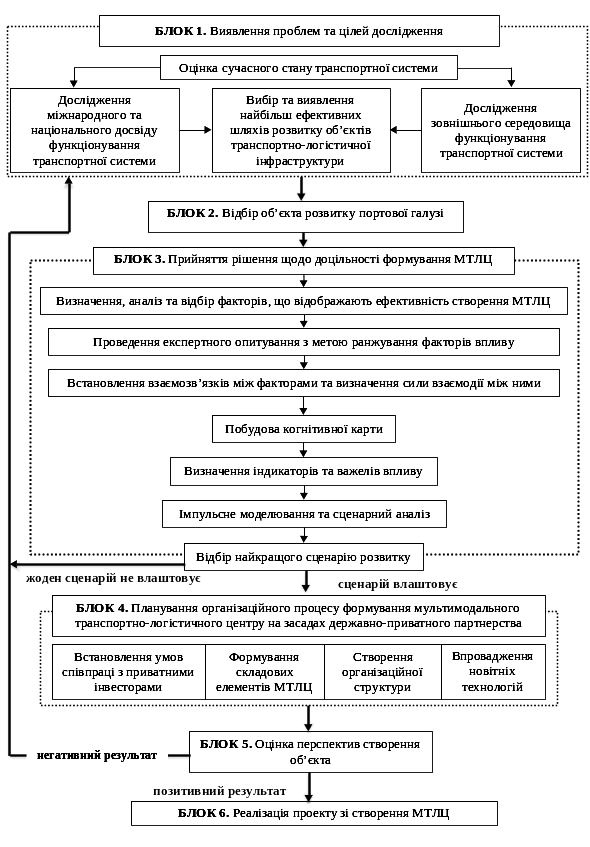 БЛОК 1. Виявлення проблем та цілей дослідження
Оцінка сучасного стану транспортної системи
Дослідження
міжнародного та
національного досвіду
функціонування
транспортної системи
Вибір та виявлення
найбільш ефективних
шляхів розвитку об’єктів
транспортно-логістичної
інфраструктури
Дослідження
зовнішнього середовища
функціонування
транспортної системи
БЛОК 2. Відбір об’єкта розвитку портової галузі
БЛОК 3. Прийняття рішення щодо доцільності формування МТЛЦ
Визначення, аналіз та відбір факторів, що відображають ефективність створення МТЛЦ
Проведення експертного опитування з метою ранжування факторів впливу
Встановлення взаємозв’язків між факторами та визначення сили взаємодії між ними
Побудова когнітивної карти
Визначення індикаторів та важелів впливу
Імпульсне моделювання та сценарний аналіз
Відбір найкращого сценарію розвитку
жоден сценарій не влаштовує
сценарій влаштовує
БЛОК 4. Планування організаційного процесу формування мультимодального
транспортно-логістичного центру на засадах державно-приватного партнерства
Встановлення умов
співпраці з приватними
інвесторами
Формування
складових
елементів МТЛЦ
Створення
організаційної
структури
Впровадження
новітніх
технологій
БЛОК 5. Оцінка перспектив створення
об’єкта
негативний результат
позитивний результат
БЛОК 6. Реалізація проекту зі створення МТЛЦ